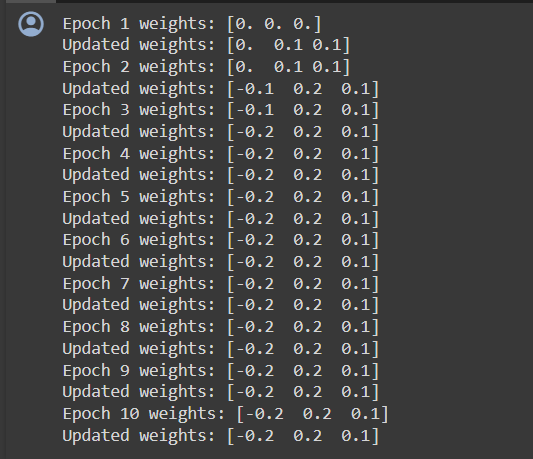 Epoch 1 weights: [0. 0. 0.]
Updated weights: [0.  0.1 0.1]
Epoch 2 weights: [0.  0.1 0.1]
Updated weights: [-0.1  0.2  0.1]
Epoch 3 weights: [-0.1  0.2  0.1]
Updated weights: [-0.2  0.2  0.1]
Epoch 4 weights: [-0.2  0.2  0.1]
Updated weights: [-0.2  0.2  0.1]
Epoch 5 weights: [-0.2  0.2  0.1]
Updated weights: [-0.2  0.2  0.1]
Epoch 6 weights: [-0.2  0.2  0.1]
Updated weights: [-0.2  0.2  0.1]
Epoch 7 weights: [-0.2  0.2  0.1]
Updated weights: [-0.2  0.2  0.1]
Epoch 8 weights: [-0.2  0.2  0.1]
Updated weights: [-0.2  0.2  0.1]
Epoch 9 weights: [-0.2  0.2  0.1]
Updated weights: [-0.2  0.2  0.1]
Epoch 10 weights: [-0.2  0.2  0.1]
Updated weights: [-0.2  0.2  0.1]